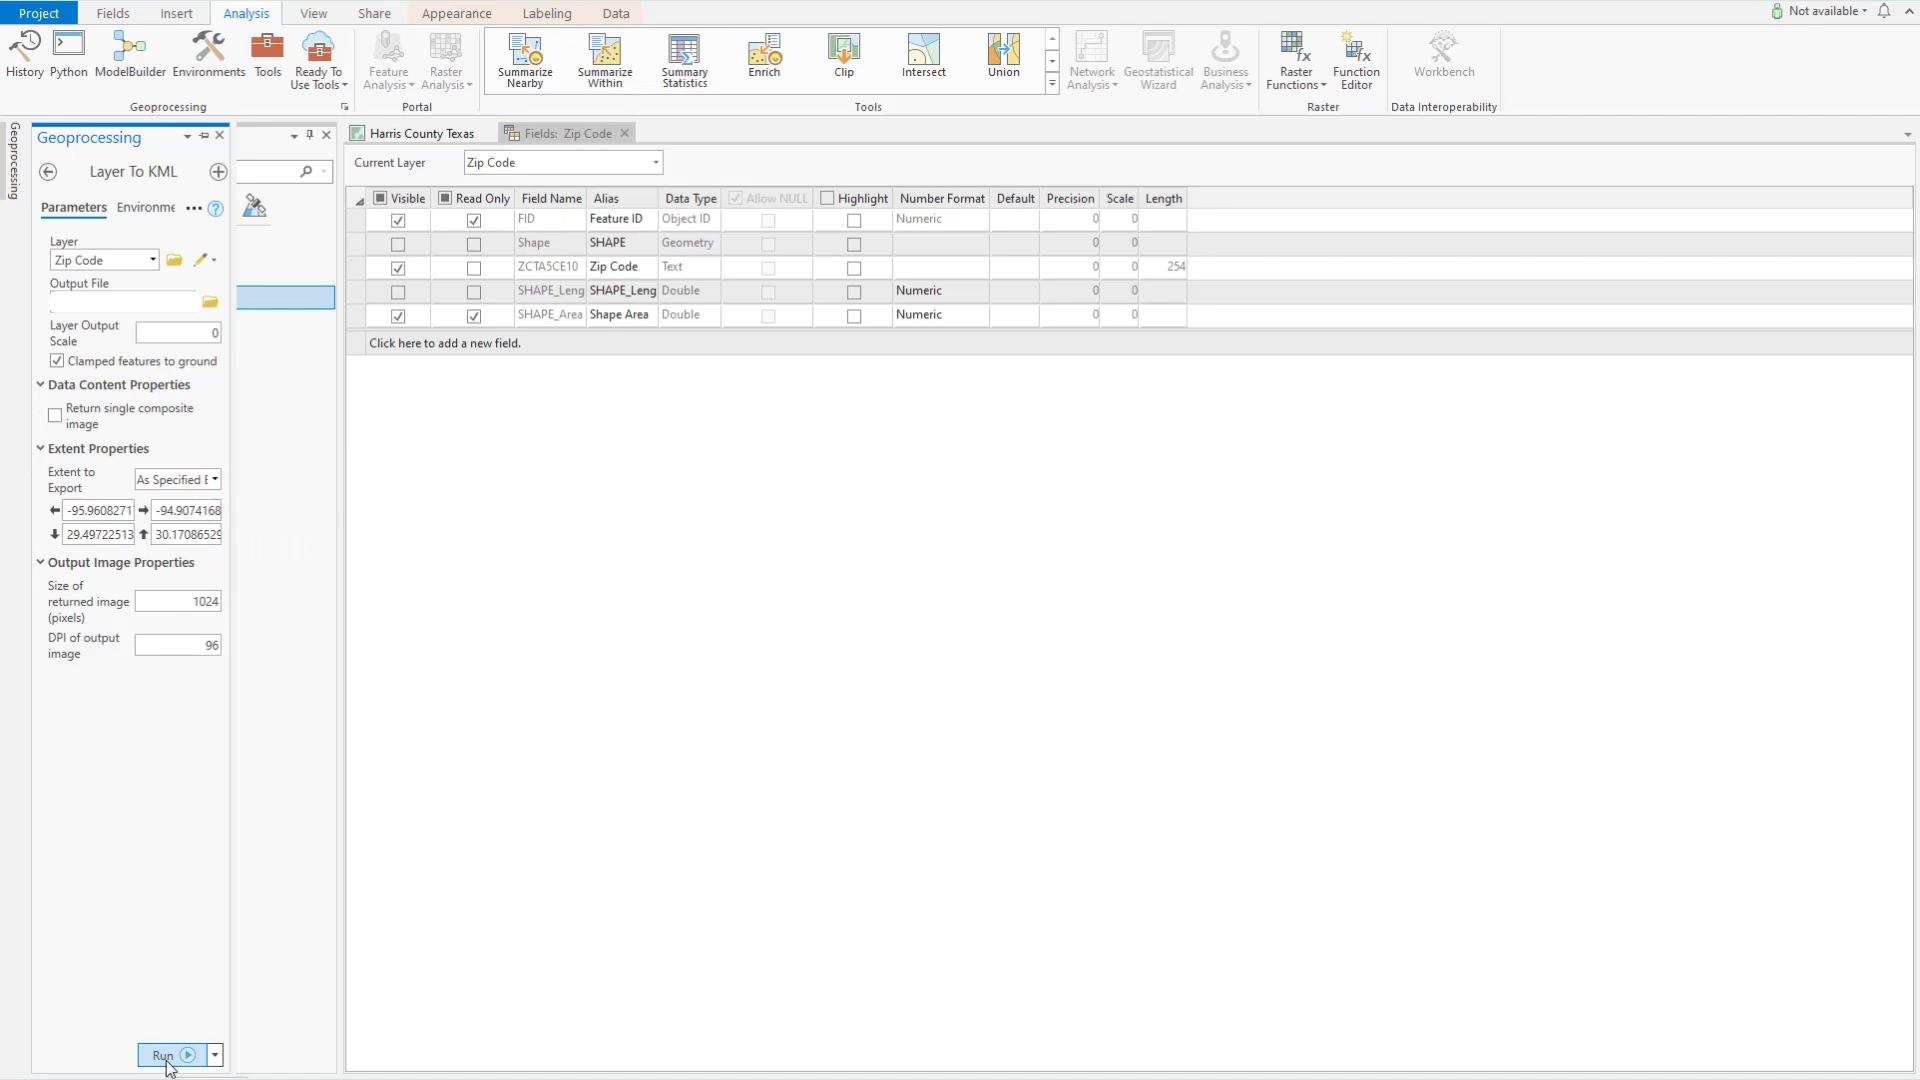 Project Fields Insert Analysis View Share Appearance Labeling Data Not available
History Python ModelBuilder Environments Tools Ready To Use Tools
Feature Analysis Raster Analysis
Summarize Nearby Summarize Within Summary Statistics Enrich Clip Intersect Union
Network Analysis Geostatistical Wizard Business Analysis
Raster Functions Function Editor Workbench
Geoprocessing Portal Tools Raster Data Interoperability
Geoprocessing
Geoprocessing
Layer To KML
Parameters Environme ••• ?
Layer
Zip Code
Output File
Layer Output Scale 0
Clamped features to ground
Data Content Properties
Return single composite
image
Extent Properties
Extent to
Export As Specified E
-95.9608271 -94.9074168
29.49722513 30.17086529
Output Image Properties
Size of
returned image 1024
(pixels)
DPI of output
image 96
Run
Harris County Texas Fields: Zip Code
Current Layer Zip Code
Visible Read Only Field Name Alias Data Type Allow NULL Highlight Number Format Default Precision Scale Length
FID Feature ID Object ID Numeric 0 0
Shape SHAPE Geometry 0 0
ZCTA5CE10 Zip Code Text 0 0 254
SHAPE_Leng SHAPE_Leng Double Numeric 0 0
SHAPE_Area Shape Area Double Numeric 0 0
Click here to add a new field.